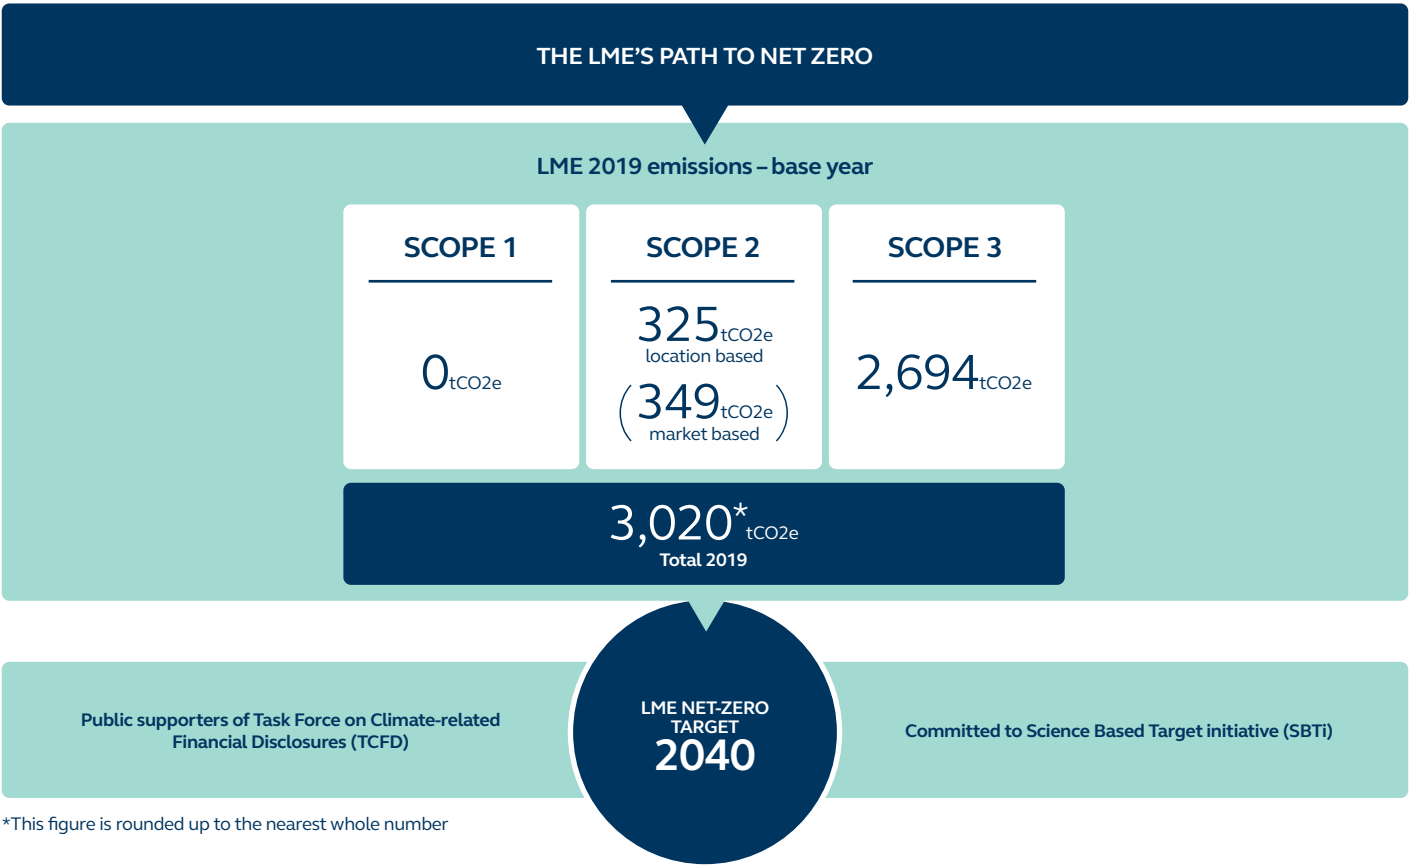 THE LME’S PATH TO NET ZERO
LME 2019 emissions – base year
SCOPE 1
0tCO2e
SCOPE 2
325tCO2e
location based
(349tCO2e
market based)
SCOPE 3
2,694tCO2e
3,020*tCO2e
Total 2019
Public supporters of Task Force on Climate-related
Financial Disclosures (TCFD)
LME NET-ZERO
TARGET
2040
Committed to Science Based Target initiative (SBTi)
*This figure is rounded up to the nearest whole number